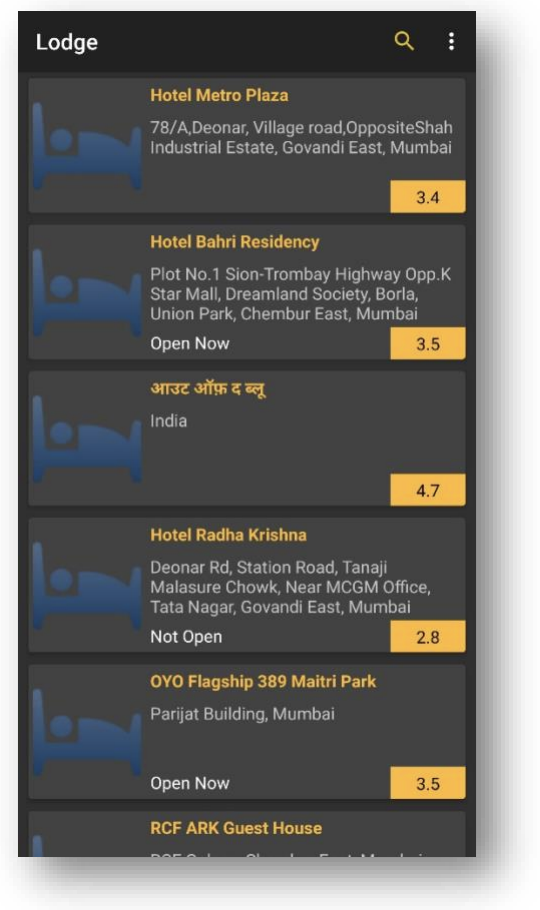 Lodge
Hotel Metro Plaza
78/A,Deonar, Village road,OppositeShah
Industrial Estate, Govandi East, Mumbai
3.4
Hotel Bahri Residency
Plot No.1 Sion-Trombay Highway Opp.K
Star Mall, Dreamland Society, Borla,
Union Park, Chembur East, Mumbai
Open Now
3.5
आउट ऑफ़ द ब्लू
India
4.7
Hotel Radha Krishna
Deonar Rd, Station Road, Tanaji
Malasure Chowk, Near MCGM Office,
Tata Nagar, Govandi East, Mumbai
Not Open
2.8
OYO Flagship 389 Maitri Park
Parijat Building, Mumbai
Open Now
3.5
RCF ARK Guest House